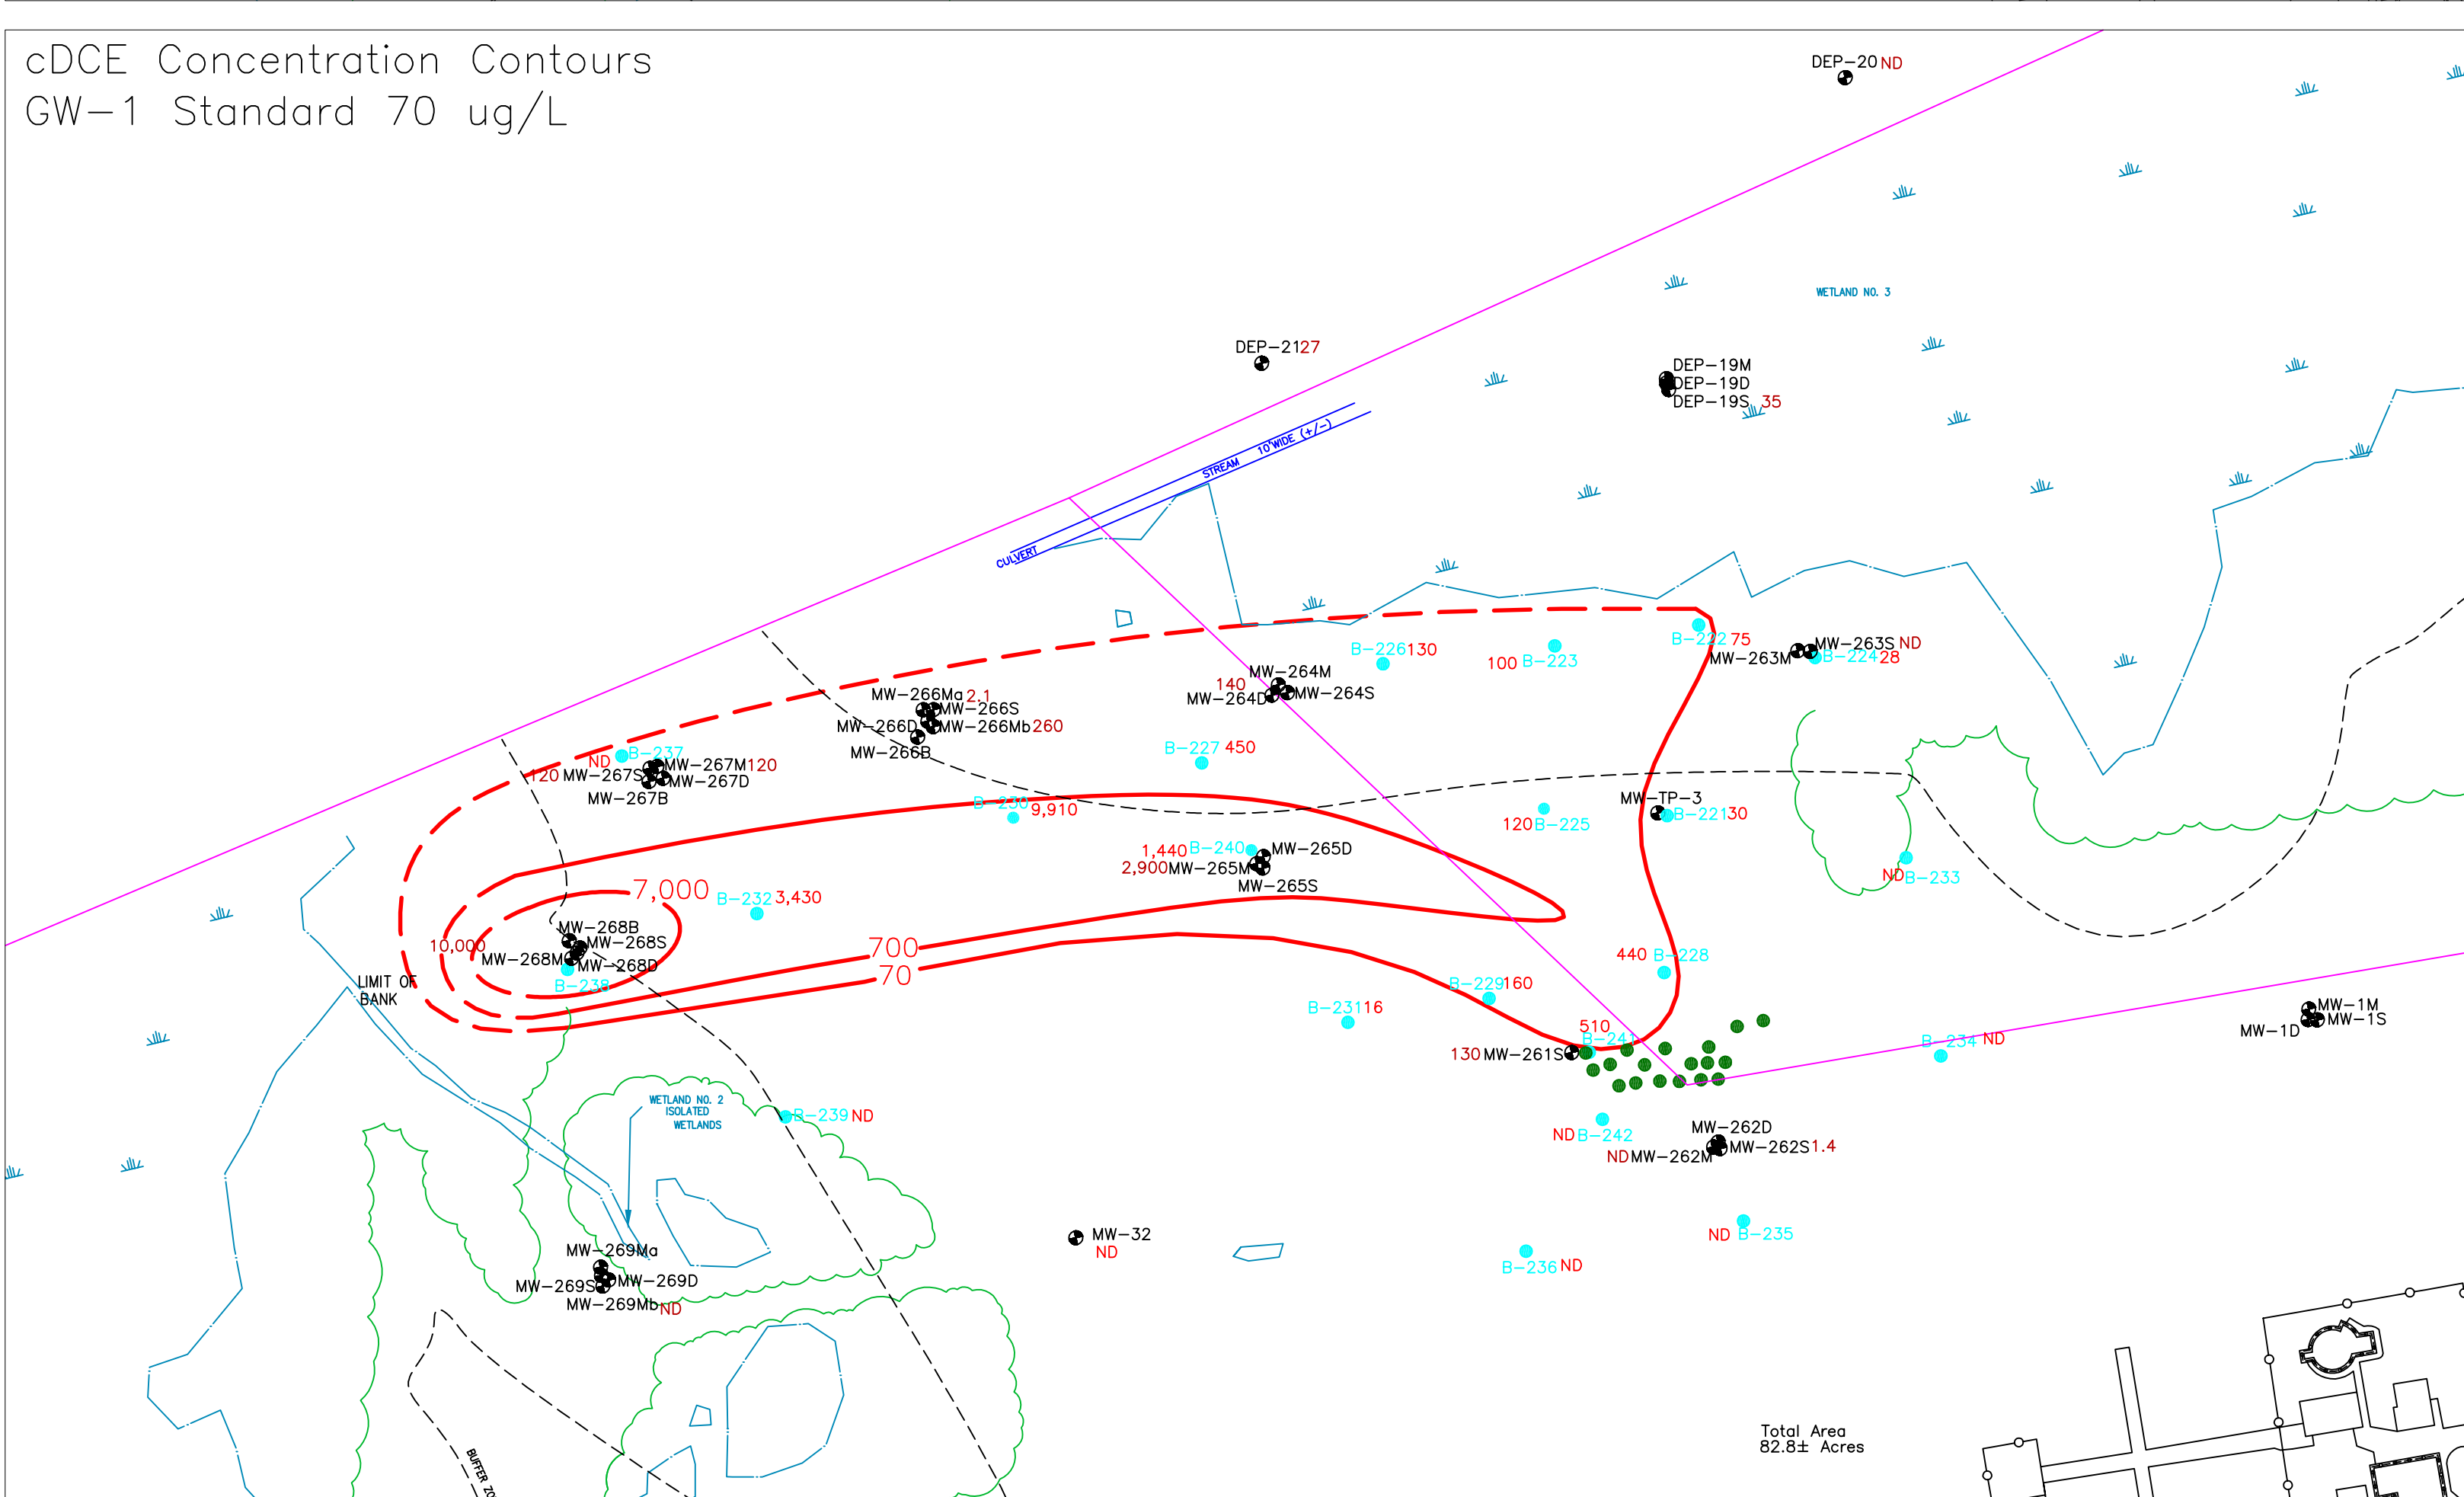 cDCE Concentration Contours
GW-1 Standard 70 ug/L
DEP-20 ND
WETLAND NO. 3
DEP-21 27
DEP-19M
DEP-19D
DEP-19S 35
STREAM 10'WIDE (+/-)
CULVERT
B-222 75
B-226 130
100 B-223
MW-263S ND
MW-263M
B-224 28
MW-264M
140
MW-264D
MW-264S
MW-266Ma 2.1
MW-266S
MW-266D
MW-266Mb 260
MW-266B
B-227 450
B-237
ND
MW-267M 120
120 MW-267S
MW-267D
MW-267B
MW-TP-3
B-230
9,910
120 B-225
B-221 30
1,440 B-240
MW-265D
2,900 MW-265M
MW-265S
ND B-233
7,000
B-232 3,430
MW-268B
10,000
MW-268S
MW-268M
MW-268D
B-238
700
70
440 B-228
LIMIT OF
BANK
B-229 160
B-231 16
510
B-241
130 MW-261S
MW-1M
MW-1S
MW-1D
B-234 ND
WETLAND NO. 2
ISOLATED
WETLANDS
B-239 ND
ND B-242
MW-262D
MW-262S 1.4
ND MW-262M
MW-32
ND
ND B-235
B-236 ND
MW-269Ma
MW-269D
MW-269S
MW-269Mb ND
Total Area
82.8± Acres
BUFFER